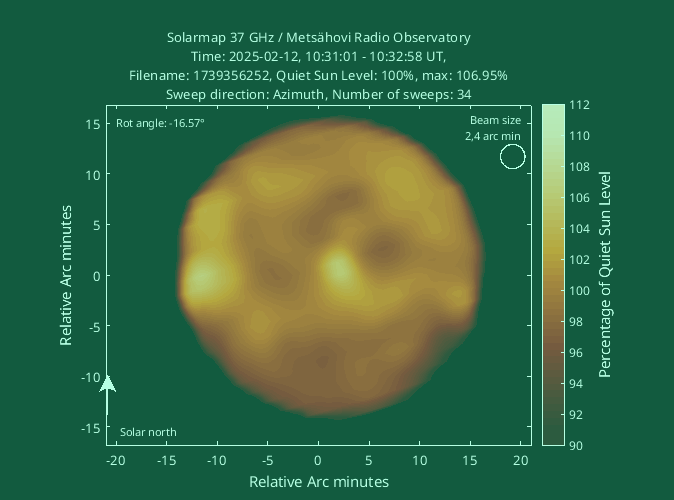 Solarmap 37 GHz / Metsähovi Radio Observatory
Time: 2025-02-12, 10:31:01 - 10:32:58 UT,
Filename: 1739356252, Quiet Sun Level: 100%, max: 106.95%
Sweep direction: Azimuth, Number of sweeps: 34
Rot angle: -16.57°
Beam size
2,4 arc min
15
10
5
0
-5
-10
-15
Relative Arc minutes
Solar north
-20
-15
-10
-5
0
5
10
15
20
Relative Arc minutes
112
110
108
106
104
102
100
98
96
94
92
90
Percentage of Quiet Sun Level